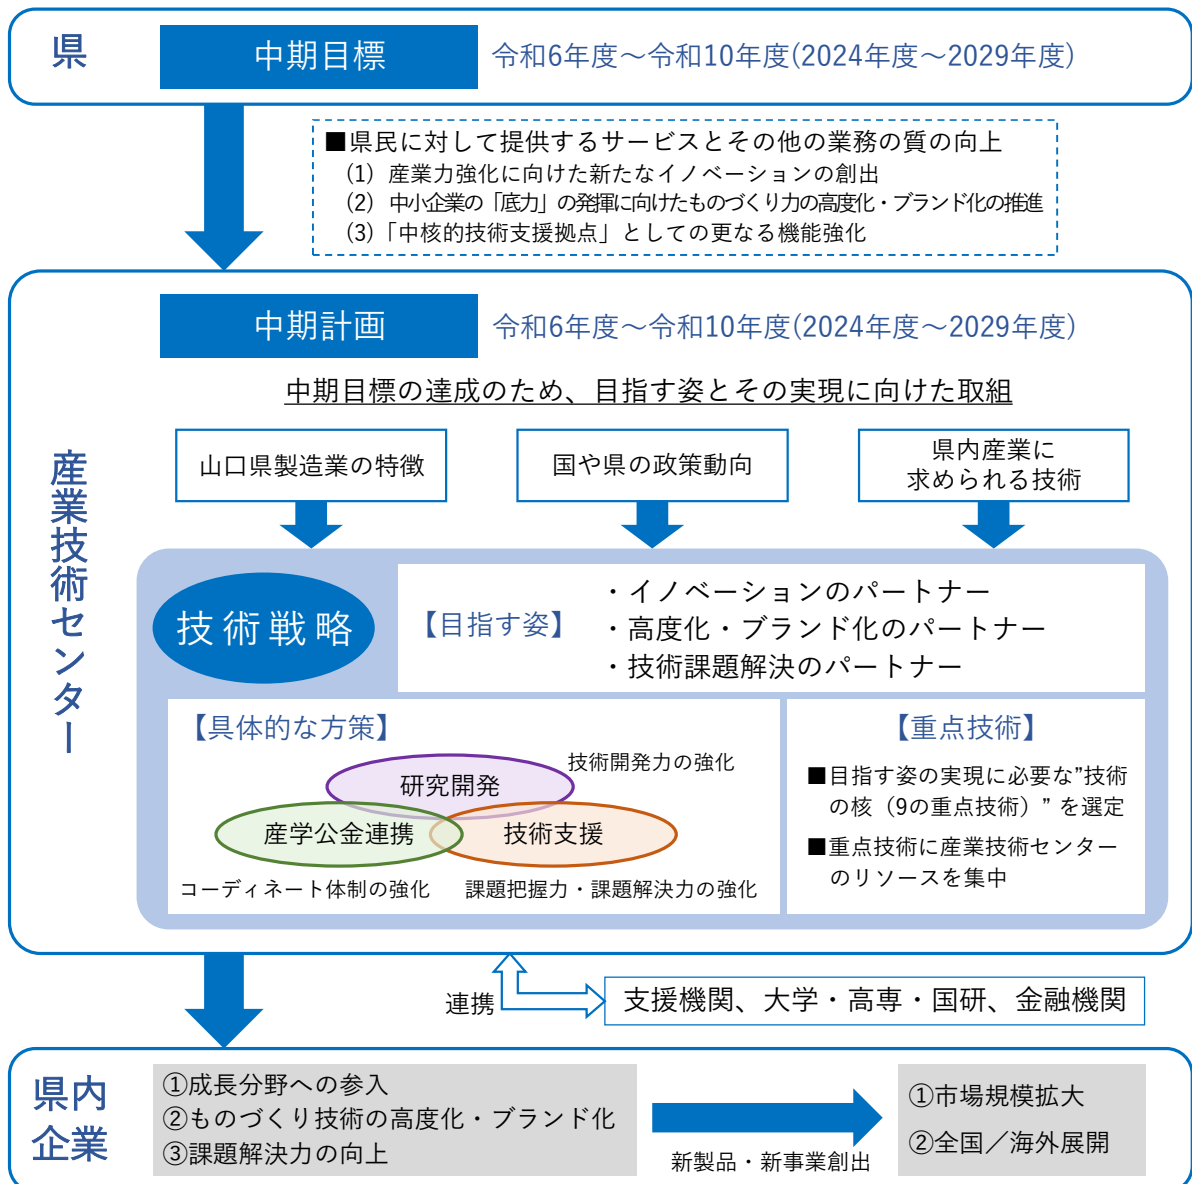 県
中期目標
令和6年度～令和10年度(2024年度～2029年度)
■県民に対して提供するサービスとその他の業務の質の向上
(1) 産業力強化に向けた新たなイノベーションの創出
(2) 中小企業の「底力」の発揮に向けたものづくり力の高度化・ブランド化の推進
(3)「中核的技術支援拠点」としての更なる機能強化
産業技術センター
中期計画
令和6年度～令和10年度(2024年度～2029年度)
中期目標の達成のため、目指す姿とその実現に向けた取組
山口県製造業の特徴
国や県の政策動向
県内産業に
求められる技術
技術戦略
【目指す姿】
・イノベーションのパートナー
・高度化・ブランド化のパートナー
・技術課題解決のパートナー
【具体的な方策】
技術開発力の強化
研究開発
産学公金連携
技術支援
コーディネート体制の強化
課題把握力・課題解決力の強化
【重点技術】
■目指す姿の実現に必要な”技術
の核（9の重点技術）” を選定
■重点技術に産業技術センター
のリソースを集中
連携
支援機関、大学・高専・国研、金融機関
県内
企業
①成長分野への参入
②ものづくり技術の高度化・ブランド化
③課題解決力の向上
新製品・新事業創出
①市場規模拡大
②全国／海外展開